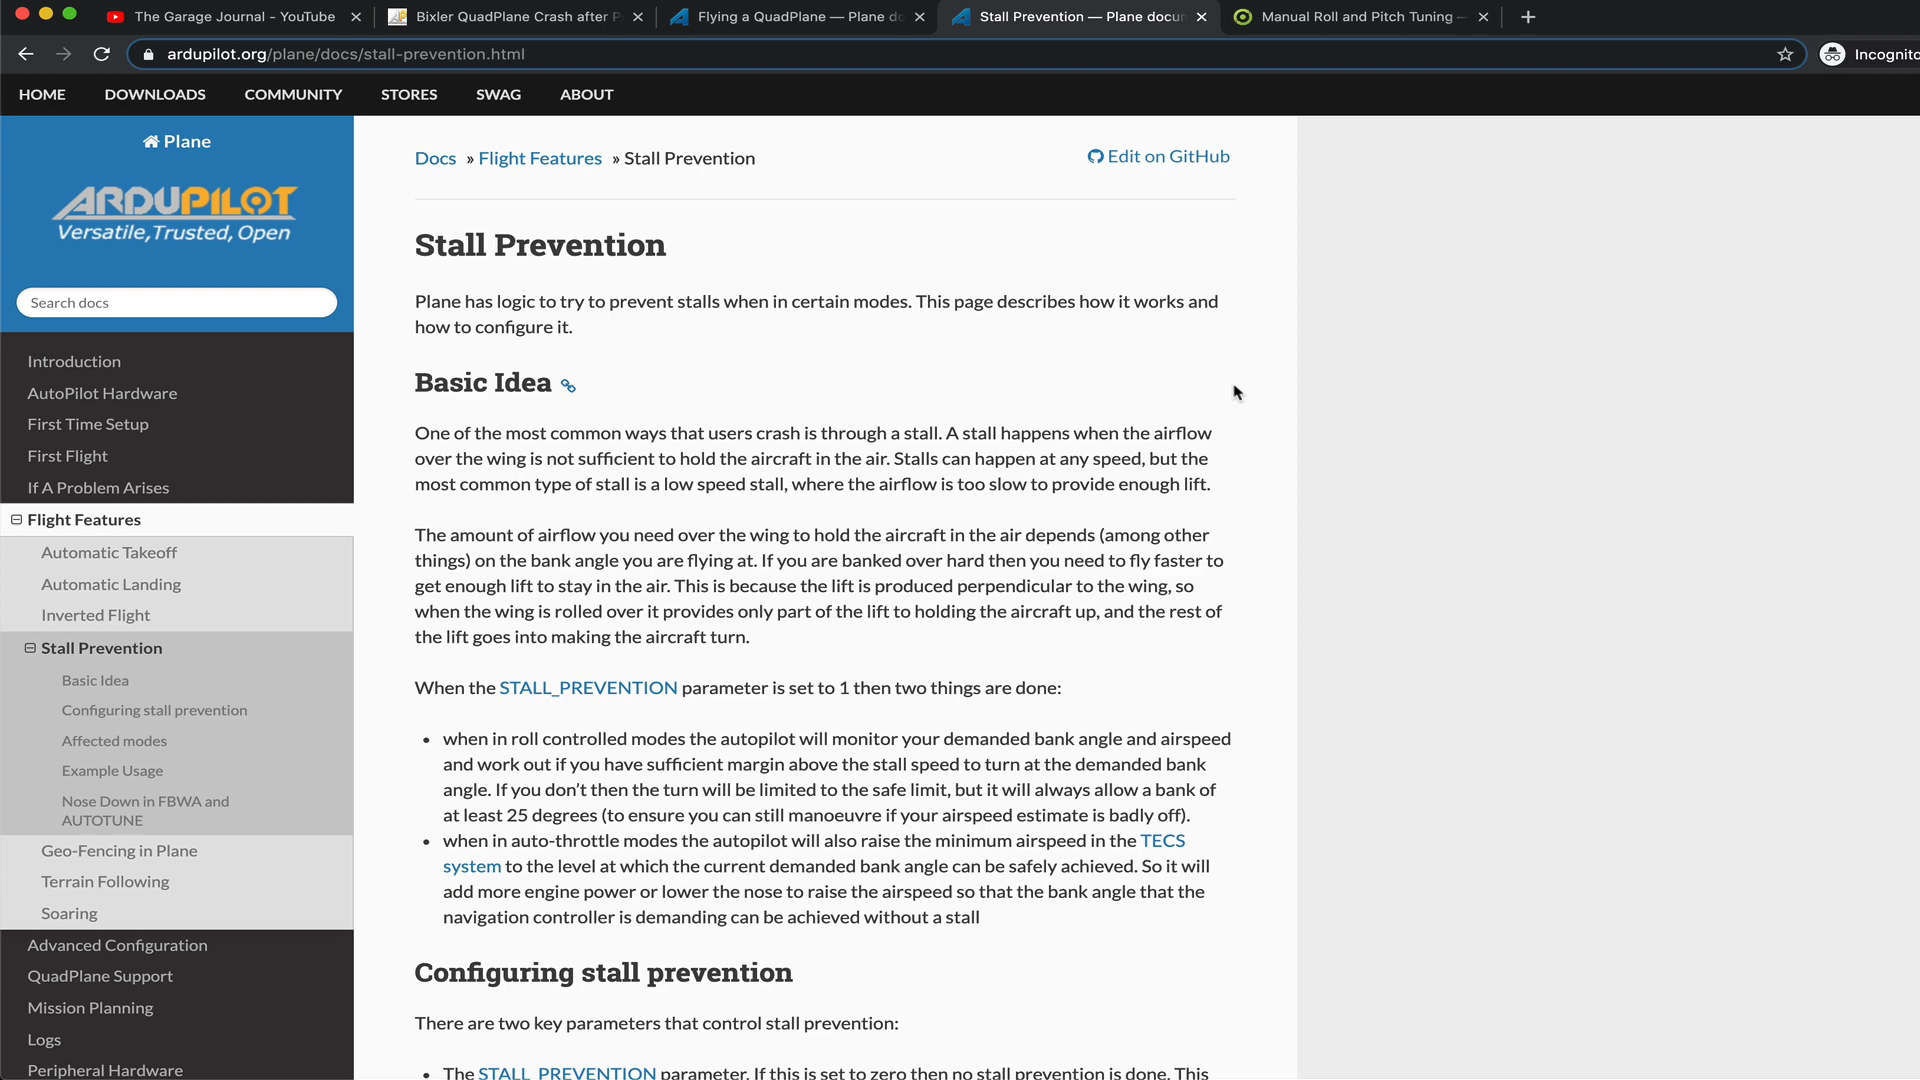 The Garage Journal - YouTube
Bixler QuadPlane Crash after P
Flying a QuadPlane — Plane do
Stall Prevention — Plane docu
Manual Roll and Pitch Tuning —
ardupilot.org/plane/docs/stall-prevention.html
Incognito
HOME DOWNLOADS COMMUNITY STORES SWAG ABOUT
Plane
ARDUPILOT
Versatile, Trusted, Open
Search docs
Introduction
AutoPilot Hardware
First Time Setup
First Flight
If A Problem Arises
Flight Features
Automatic Takeoff
Automatic Landing
Inverted Flight
Stall Prevention
Basic Idea
Configuring stall prevention
Affected modes
Example Usage
Nose Down in FBWA and
AUTOTUNE
Geo-Fencing in Plane
Terrain Following
Soaring
Advanced Configuration
QuadPlane Support
Mission Planning
Logs
Peripheral Hardware
Docs » Flight Features » Stall Prevention
Edit on GitHub
Stall Prevention
Plane has logic to try to prevent stalls when in certain modes. This page describes how it works and
how to configure it.
Basic Idea
One of the most common ways that users crash is through a stall. A stall happens when the airflow
over the wing is not sufficient to hold the aircraft in the air. Stalls can happen at any speed, but the
most common type of stall is a low speed stall, where the airflow is too slow to provide enough lift.
The amount of airflow you need over the wing to hold the aircraft in the air depends (among other
things) on the bank angle you are flying at. If you are banked over hard then you need to fly faster to
get enough lift to stay in the air. This is because the lift is produced perpendicular to the wing, so
when the wing is rolled over it provides only part of the lift to holding the aircraft up, and the rest of
the lift goes into making the aircraft turn.
When the STALL_PREVENTION parameter is set to 1 then two things are done:
• when in roll controlled modes the autopilot will monitor your demanded bank angle and airspeed
and work out if you have sufficient margin above the stall speed to turn at the demanded bank
angle. If you don't then the turn will be limited to the safe limit, but it will always allow a bank of
at least 25 degrees (to ensure you can still manoeuvre if your airspeed estimate is badly off).
• when in auto-throttle modes the autopilot will also raise the minimum airspeed in the TECS
system to the level at which the current demanded bank angle can be safely achieved. So it will
add more engine power or lower the nose to raise the airspeed so that the bank angle that the
navigation controller is demanding can be achieved without a stall
Configuring stall prevention
There are two key parameters that control stall prevention:
• The STALL_PREVENTION parameter. If this is set to zero then no stall prevention is done. This